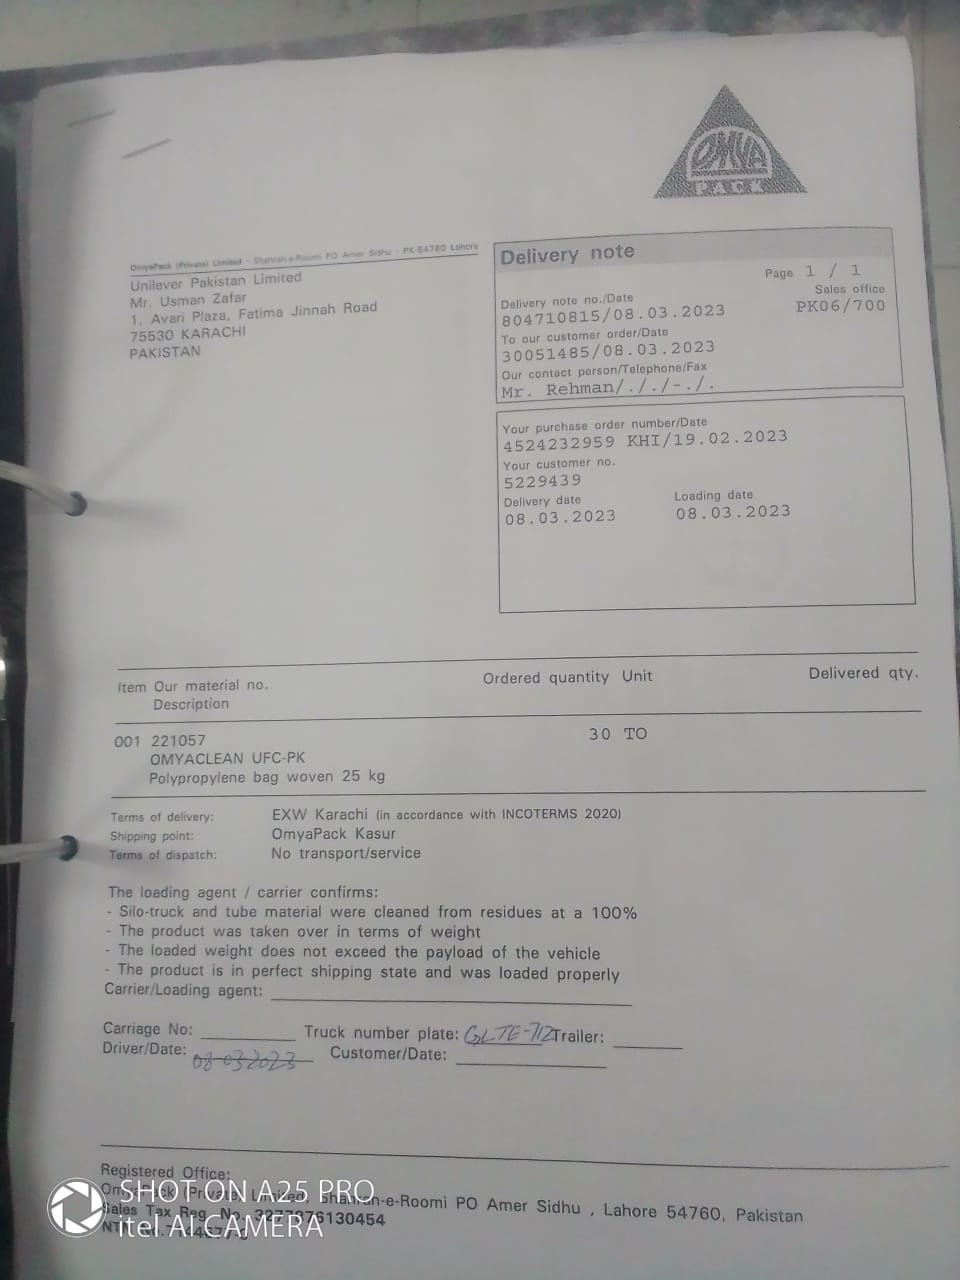 OMYA
PACK
OmyaPack (Private) Limited - Shahrah-e-Roomi PO Amer Sidhu - PK-54760 Lahore
Unilever Pakistan Limited
Mr. Usman Zafar
1, Avari Plaza, Fatima Jinnah Road
75530 KARACHI
PAKISTAN
Delivery note
Page 1 / 1
Delivery note no./Date
Sales office
804710815/08.03.2023
PK06/700
To our customer order/Date
30051485/08.03.2023
Our contact person/Telephone/Fax
Mr. Rehman/././-./.
Your purchase order number/Date
4524232959 KHI/19.02.2023
Your customer no.
5229439
Delivery date
Loading date
08.03.2023
08.03.2023
Item Our material no.
Ordered quantity Unit
Delivered qty.
Description
001 221057
30 TO
OMYACLEAN UFC-PK
Polypropylene bag woven 25 kg
Terms of delivery: EXW Karachi (in accordance with INCOTERMS 2020)
Shipping point: OmyaPack Kasur
Terms of dispatch: No transport/service
The loading agent / carrier confirms:
- Silo-truck and tube material were cleaned from residues at a 100%
- The product was taken over in terms of weight
- The loaded weight does not exceed the payload of the vehicle
- The product is in perfect shipping state and was loaded properly
Carrier/Loading agent:
Carriage No: Truck number plate: GLTE-712 Trailer:
Driver/Date: 08-03-2023 Customer/Date:
Registered Office:
OmyaPack (Private) Limited, Shahrah-e-Roomi PO Amer Sidhu , Lahore 54760, Pakistan
Sales Tax Reg. No. 3277876130454
NTN No.
SHOT ON A25 PRO
itel AI CAMERA